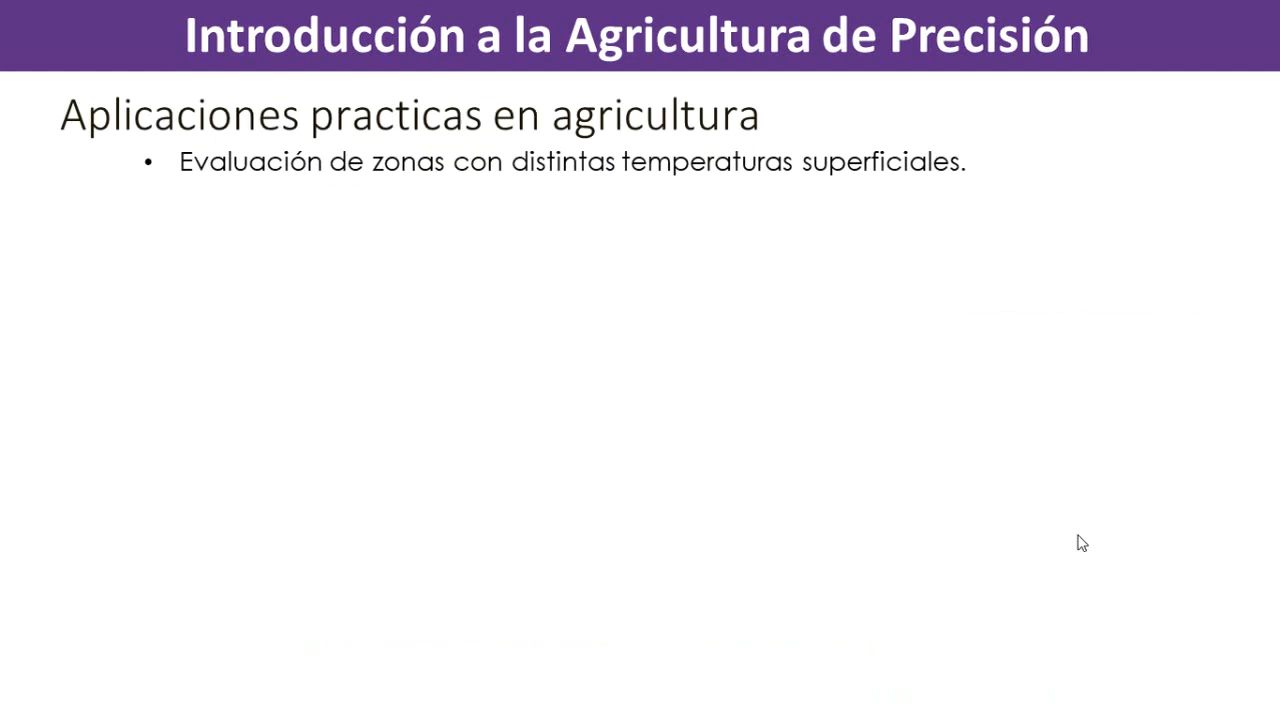 Introducción a la Agricultura de Precisión
Aplicaciones practicas en agricultura
• Evaluación de zonas con distintas temperaturas superficiales.